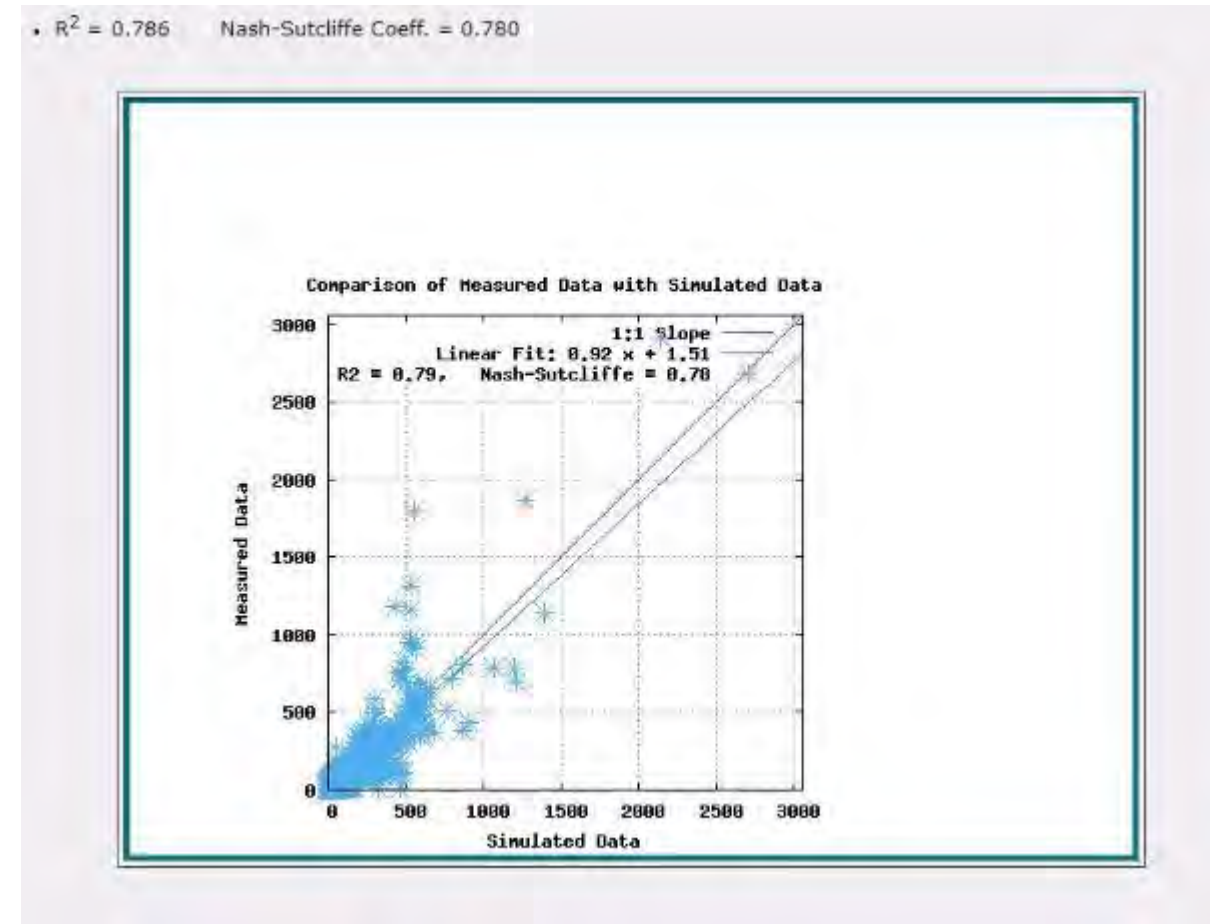 • R2 = 0.786 Nash-Sutcliffe Coeff. = 0.780
Comparison of Measured Data with Simulated Data
1:1 Slope
Linear Fit: 0.92 x + 1.51
R2 = 0.79, Nash-Sutcliffe = 0.78
3000
2500
2000
1500
1000
500
0
Measured Data
0 500 1000 1500 2000 2500 3000
Simulated Data